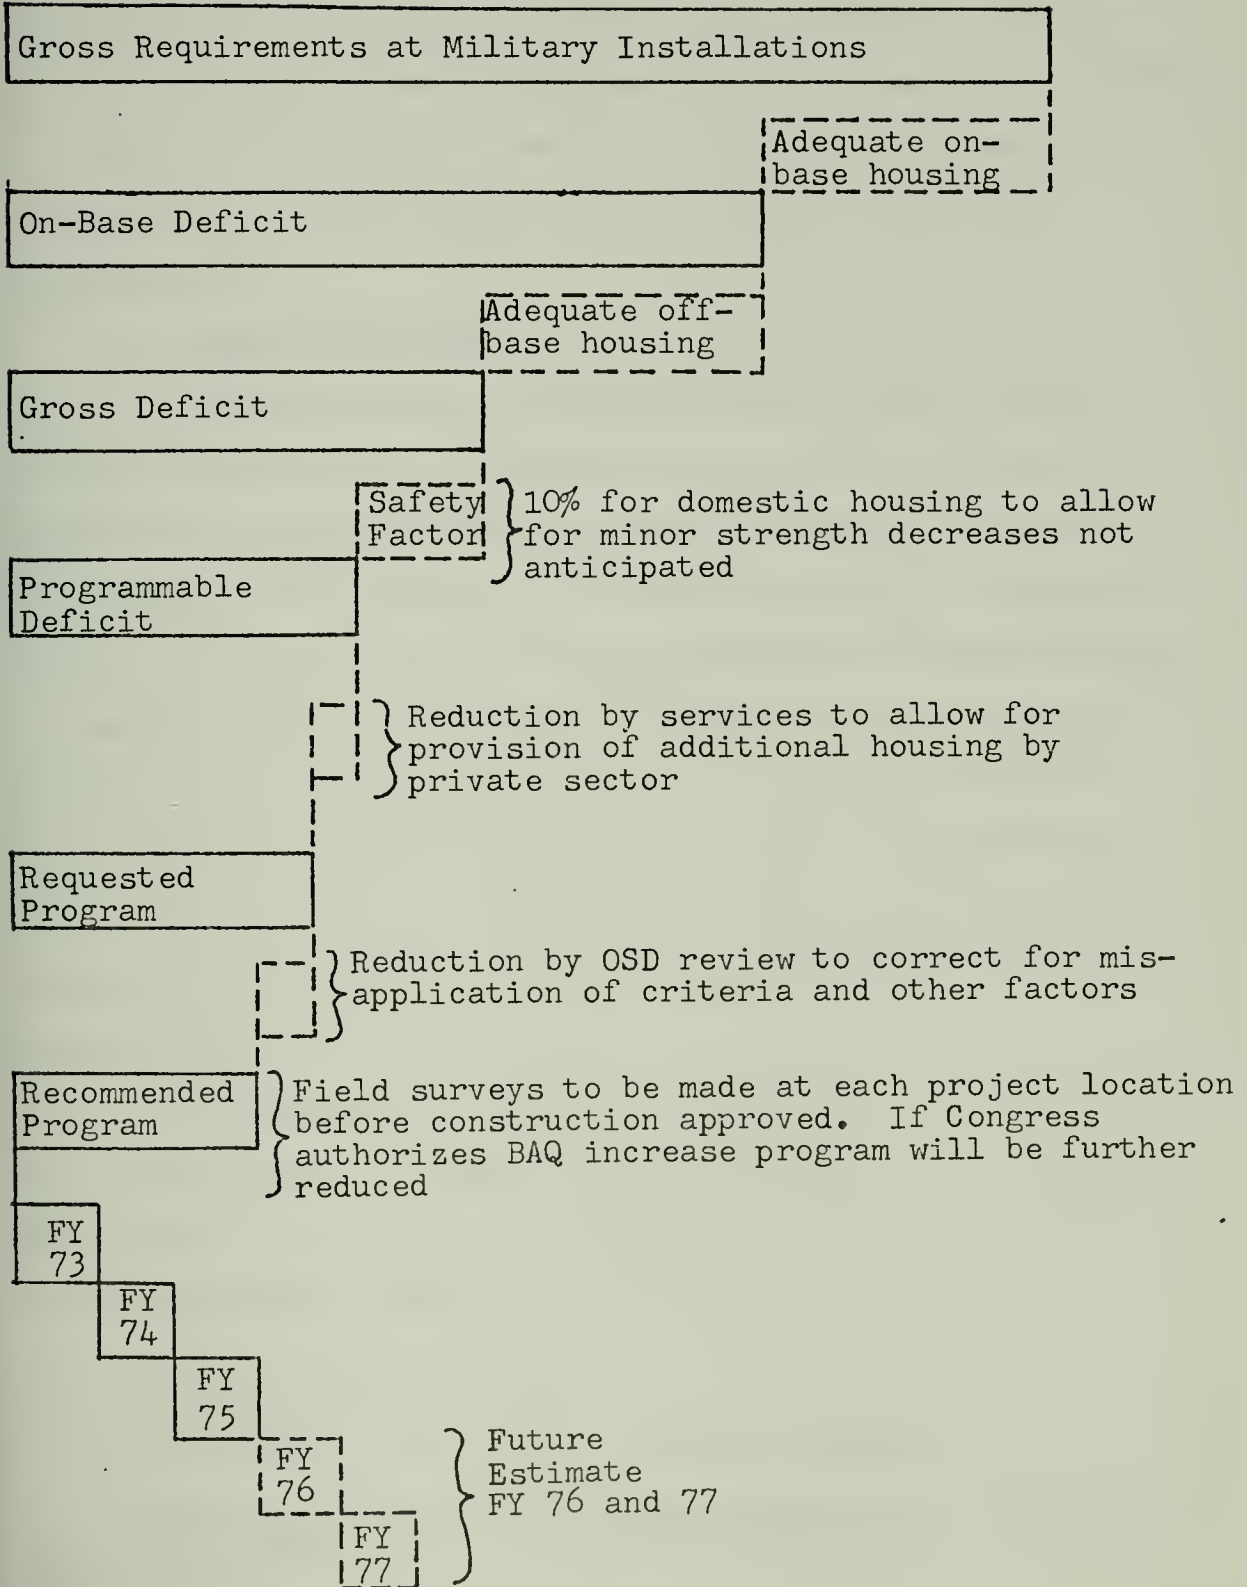 Gross Requirements at Military Installations
Adequate on-
base housing
On-Base Deficit
Adequate off-
base housing
Gross Deficit
Safety
Factor
10% for domestic housing to allow
for minor strength decreases not
anticipated
Programmable
Deficit
Reduction by services to allow for
provision of additional housing by
private sector
Requested
Program
Reduction by OSD review to correct for mis-
application of criteria and other factors
Recommended
Program
Field surveys to be made at each project location
before construction approved. If Congress
authorizes BAQ increase program will be further
reduced
FY
73
FY
74
FY
75
FY
76
Future
Estimate
FY 76 and 77
FY
77